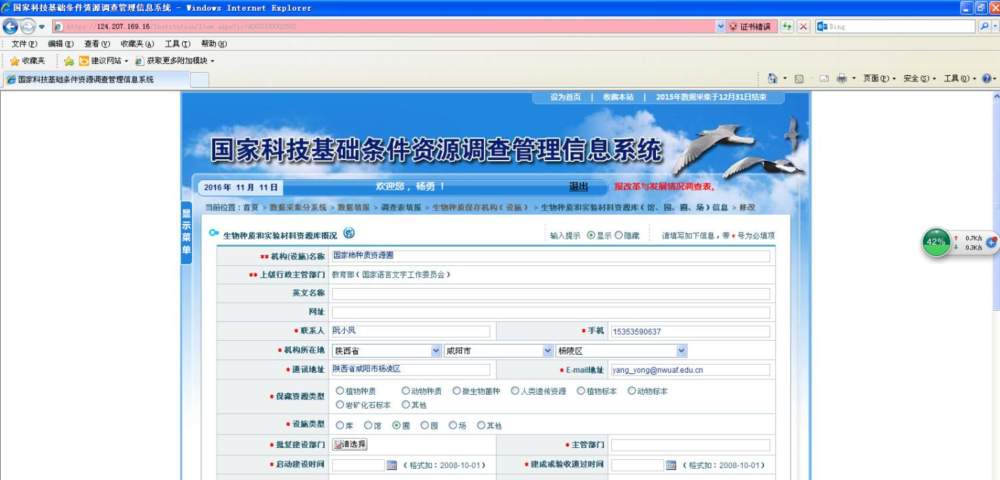 国家科技基础条件资源调查管理信息系统 - Windows Internet Explorer
https://124.207.169.16/Institution/Item.aspx?ii=A001000002502 证书错误 Bing
文件(F) 编辑(E) 查看(V) 收藏夹(A) 工具(T) 帮助(H)
收藏夹 建议网站 获取更多附加模块
国家科技基础条件资源调查管理信息系统 页面(P) 安全(S) 工具(O)
设为首页 | 收藏本站 | 2015年数据采集于12月31日结束
国家科技基础条件资源调查管理信息系统
2016年 11月 11日 欢迎您，杨勇 ！ 退出 报改革与发展情况调查表。
显示菜单
当前位置：首页 > 数据采集分系统 > 数据填报 > 调查表填报 > 生物种质保存机构（设施） > 生物种质和实验材料资源库（馆、园、圃、场）信息 > 修改
生物种质和实验材料资源库概况 输入提示 显示 隐藏 请填写如下信息，带*号为必填项
42% 0.7K/s
0.3K/s
** 机构(设施)名称 国家柿种质资源圃
** 上级行政主管部门 教育部（国家语言文字工作委员会）
英文名称
网址
* 联系人 阮小凤 * 手机 15353590637
* 机构所在地 陕西省 咸阳市 杨陵区
* 通讯地址 陕西省咸阳市杨凌区 * E-mail地址 yang_yong@nwuaf.edu.cn
* 保藏资源类型 植物种质 动物种质 微生物菌种 人类遗传资源 植物标本 动物标本
岩矿化石标本 其他
* 设施类型 库 馆 圃 园 场 其他
* 批复建设部门 请选择 * 主管部门
* 启动建设时间 （格式如：2008-10-01） * 建成或验收通过时间 （格式如：2008-10-01）